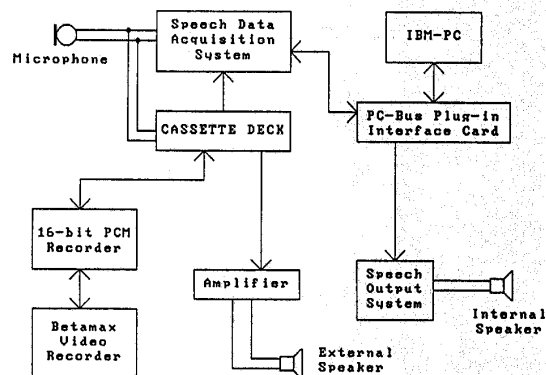 Speech Data
Acquisition
System
IBM-PC
Microphone
CASSETTE DECK
PC-Bus Plug-in
Interface Card
16-bit PCM
Recorder
Amplifier
Speech
Output
System
Internal
Speaker
Betamax
Video
Recorder
External
Speaker